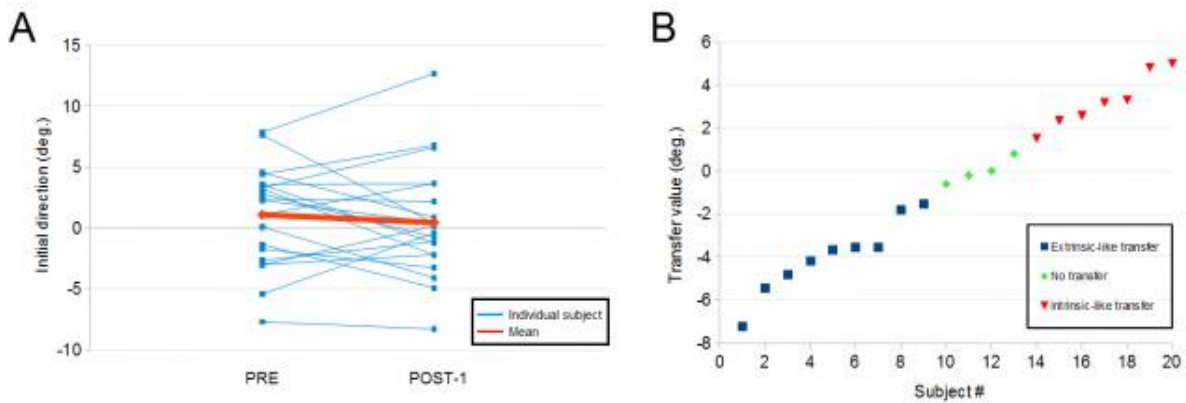 A
Initial direction (deg.)
15
10
5
0
-5
-10
PRE
POST-1
Individual subject
Mean
B
Transfer value (deg.)
6
4
2
0
-2
-4
-6
-8
0
2
4
6
8
10
12
14
16
18
20
Subject #
Extrinsic-like transfer
No transfer
Intrinsic-like transfer